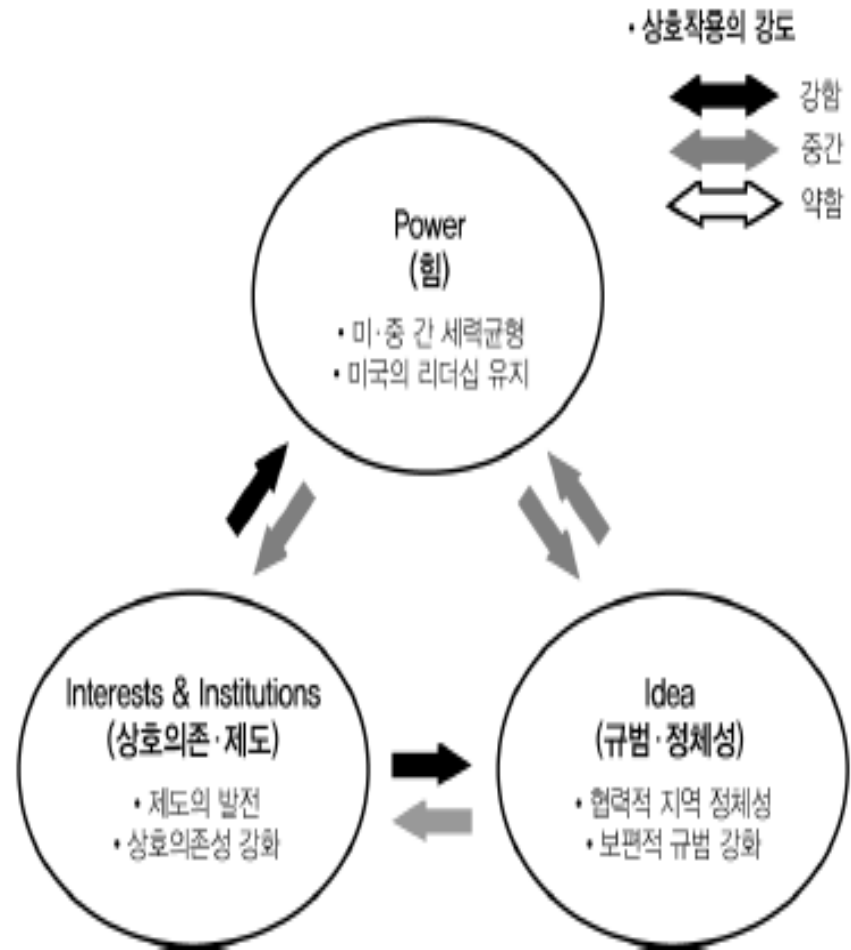 • 상호작용의 강도
강함
중간
약함
Power
(힘)
• 미·중 간 세력균형
• 미국의 리더십 유지
Interests & Institutions
(상호의존·제도)
• 제도의 발전
• 상호의존성 강화
Idea
(규범·정체성)
• 협력적 지역 정체성
• 보편적 규범 강화